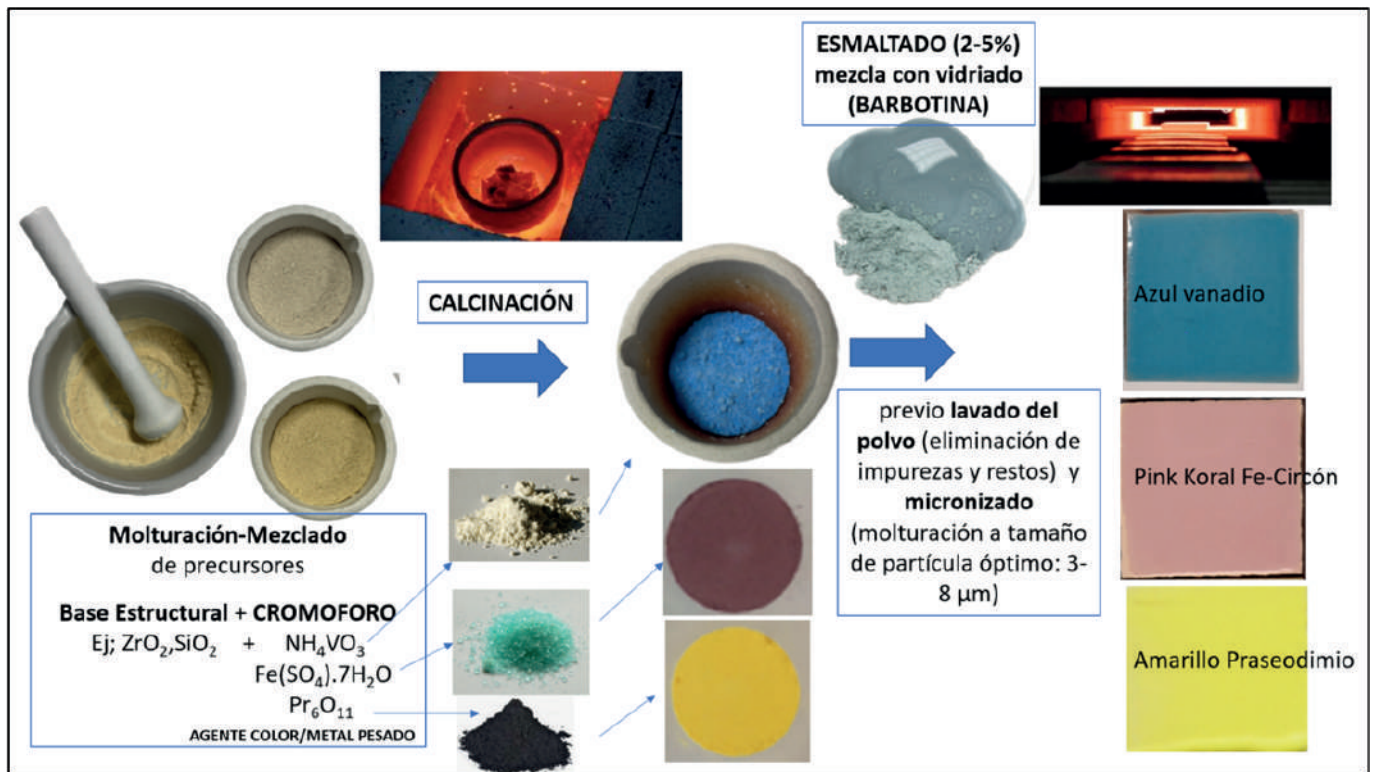 ESMALTADO (2-5%)
mezcla con vidriado
(BARBOTINA)
CALCINACIÓN
Azul vanadio
previo lavado del
polvo (eliminación de
impurezas y restos) y
micronizado
(molturación a tamaño
de partícula óptimo: 3-
8 µm)
Pink Koral Fe-Circón
Amarillo Praseodimio
Molturación-Mezclado
de precursores
Base Estructural + CROMOFORO
Ej; ZrO₂,SiO₂ + NH₄VO₃
Fe(SO₄).7H₂O
Pr₆O₁₁
AGENTE COLOR/METAL PESADO